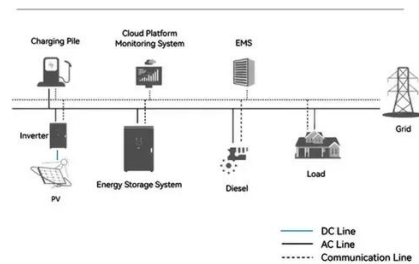 Charging Pile
Cloud Platform
Monitoring System
EMS
Grid
Inverter
PV
Energy Storage System
Diesel
Load
DC Line
AC Line
Communication Line